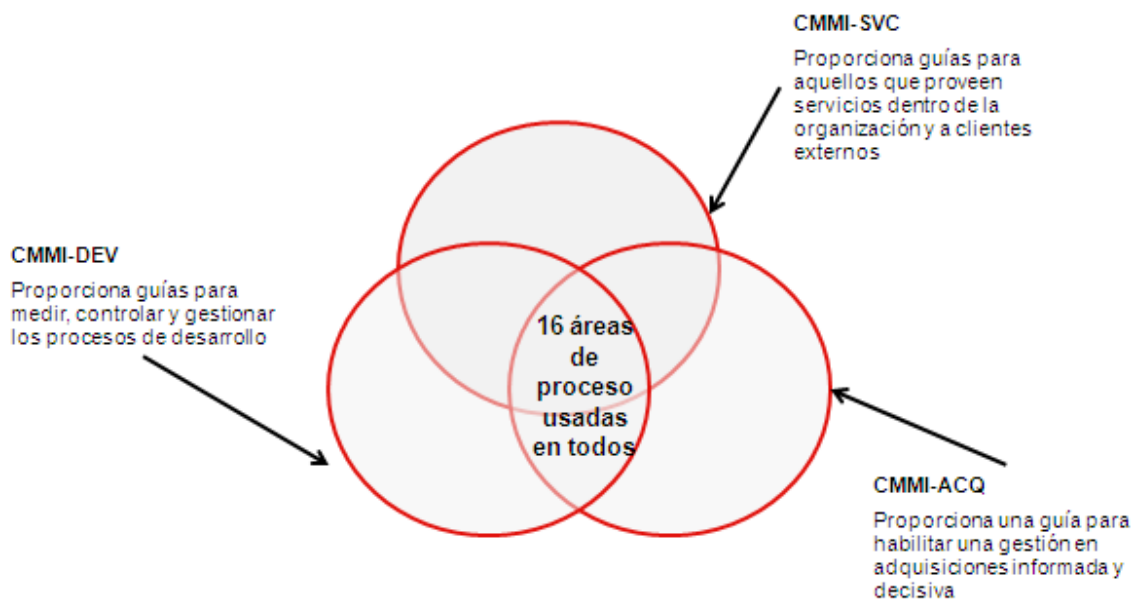 CMMI-SVC
Proporciona guías para
aquellos que proveen
servicios dentro de la
organización y a clientes
externos
CMMI-DEV
Proporciona guías para
medir, controlar y gestionar
los procesos de desarrollo
16 áreas
de
proceso
usadas
en todos
CMMI-ACQ
Proporciona una guía para
habilitar una gestión en
adquisiciones informada y
decisiva